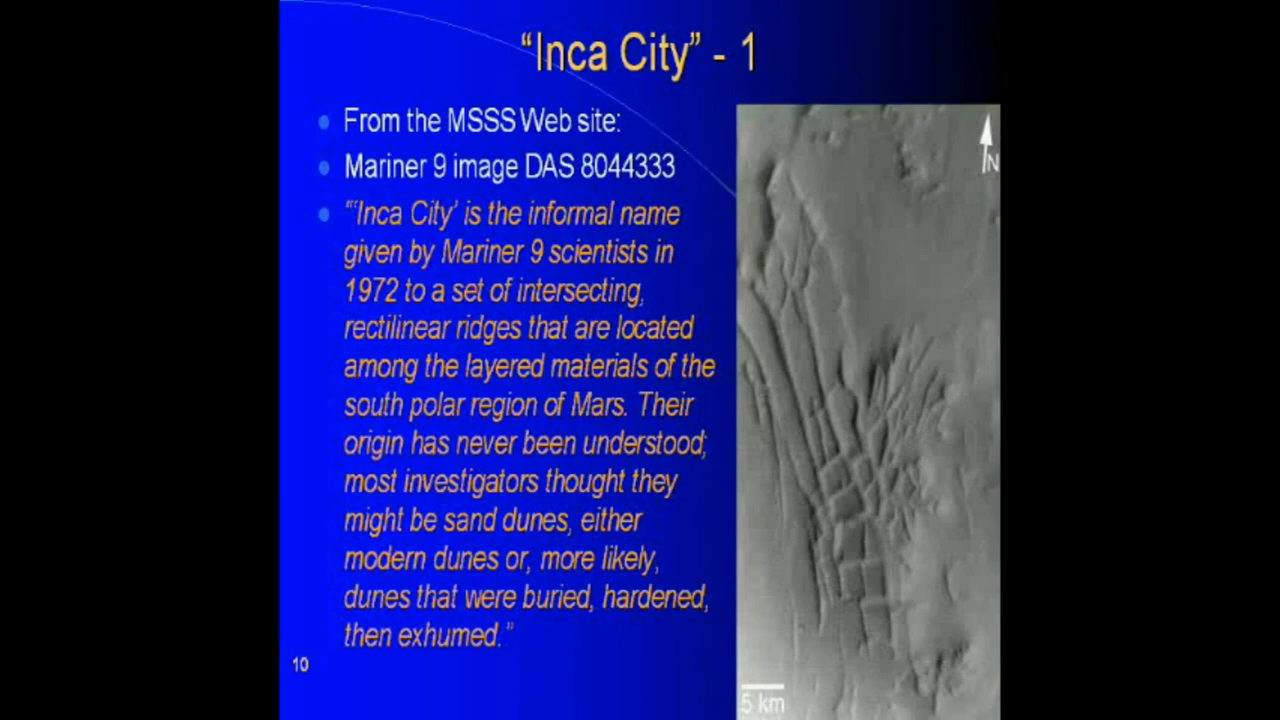 “Inca City” - 1
From the MSSS Web site:
Mariner 9 image DAS 8044333
“‘Inca City’ is the informal name
given by Mariner 9 scientists in
1972 to a set of intersecting,
rectilinear ridges that are located
among the layered materials of the
south polar region of Mars. Their
origin has never been understood;
most investigators thought they
might be sand dunes, either
modern dunes or, more likely,
dunes that were buried, hardened,
then exhumed.”
10
N
5 km